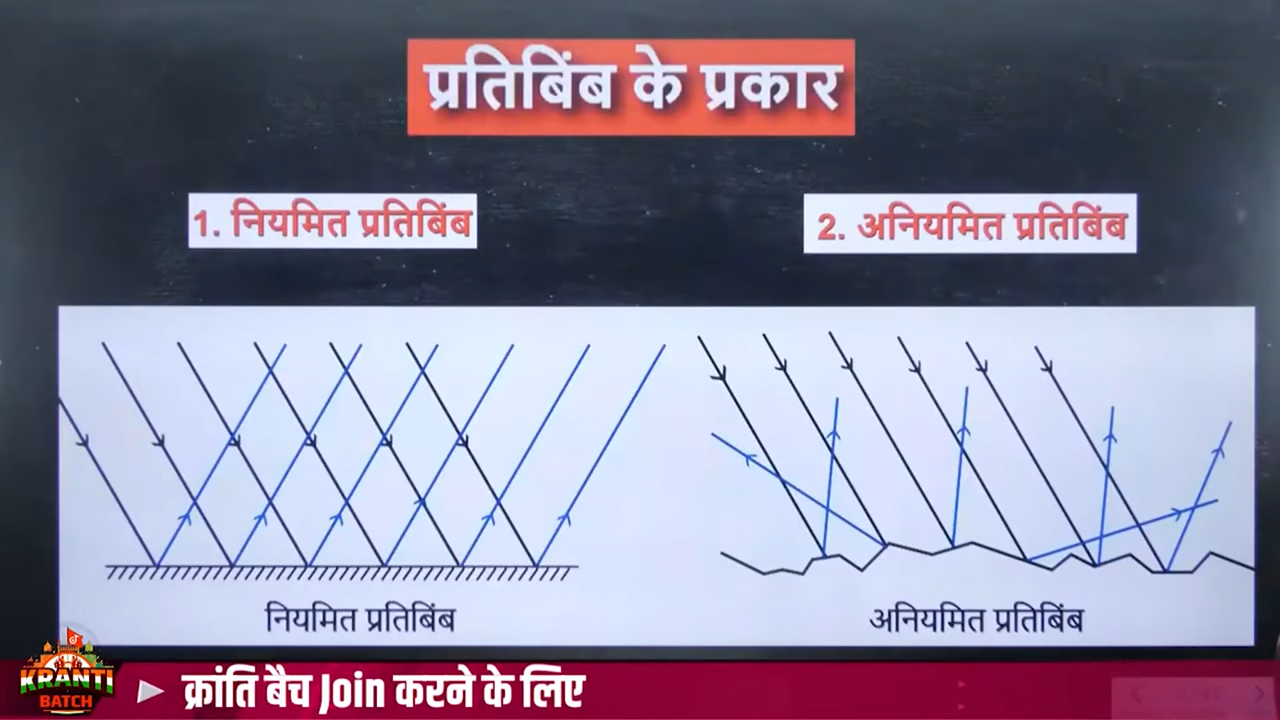 प्रतिबिंब के प्रकार
1. नियमित प्रतिबिंब
2. अनियमित प्रतिबिंब
नियमित प्रतिबिंब
अनियमित प्रतिबिंब
KRANTI
BATCH
क्रांति बैच Join करने के लिए